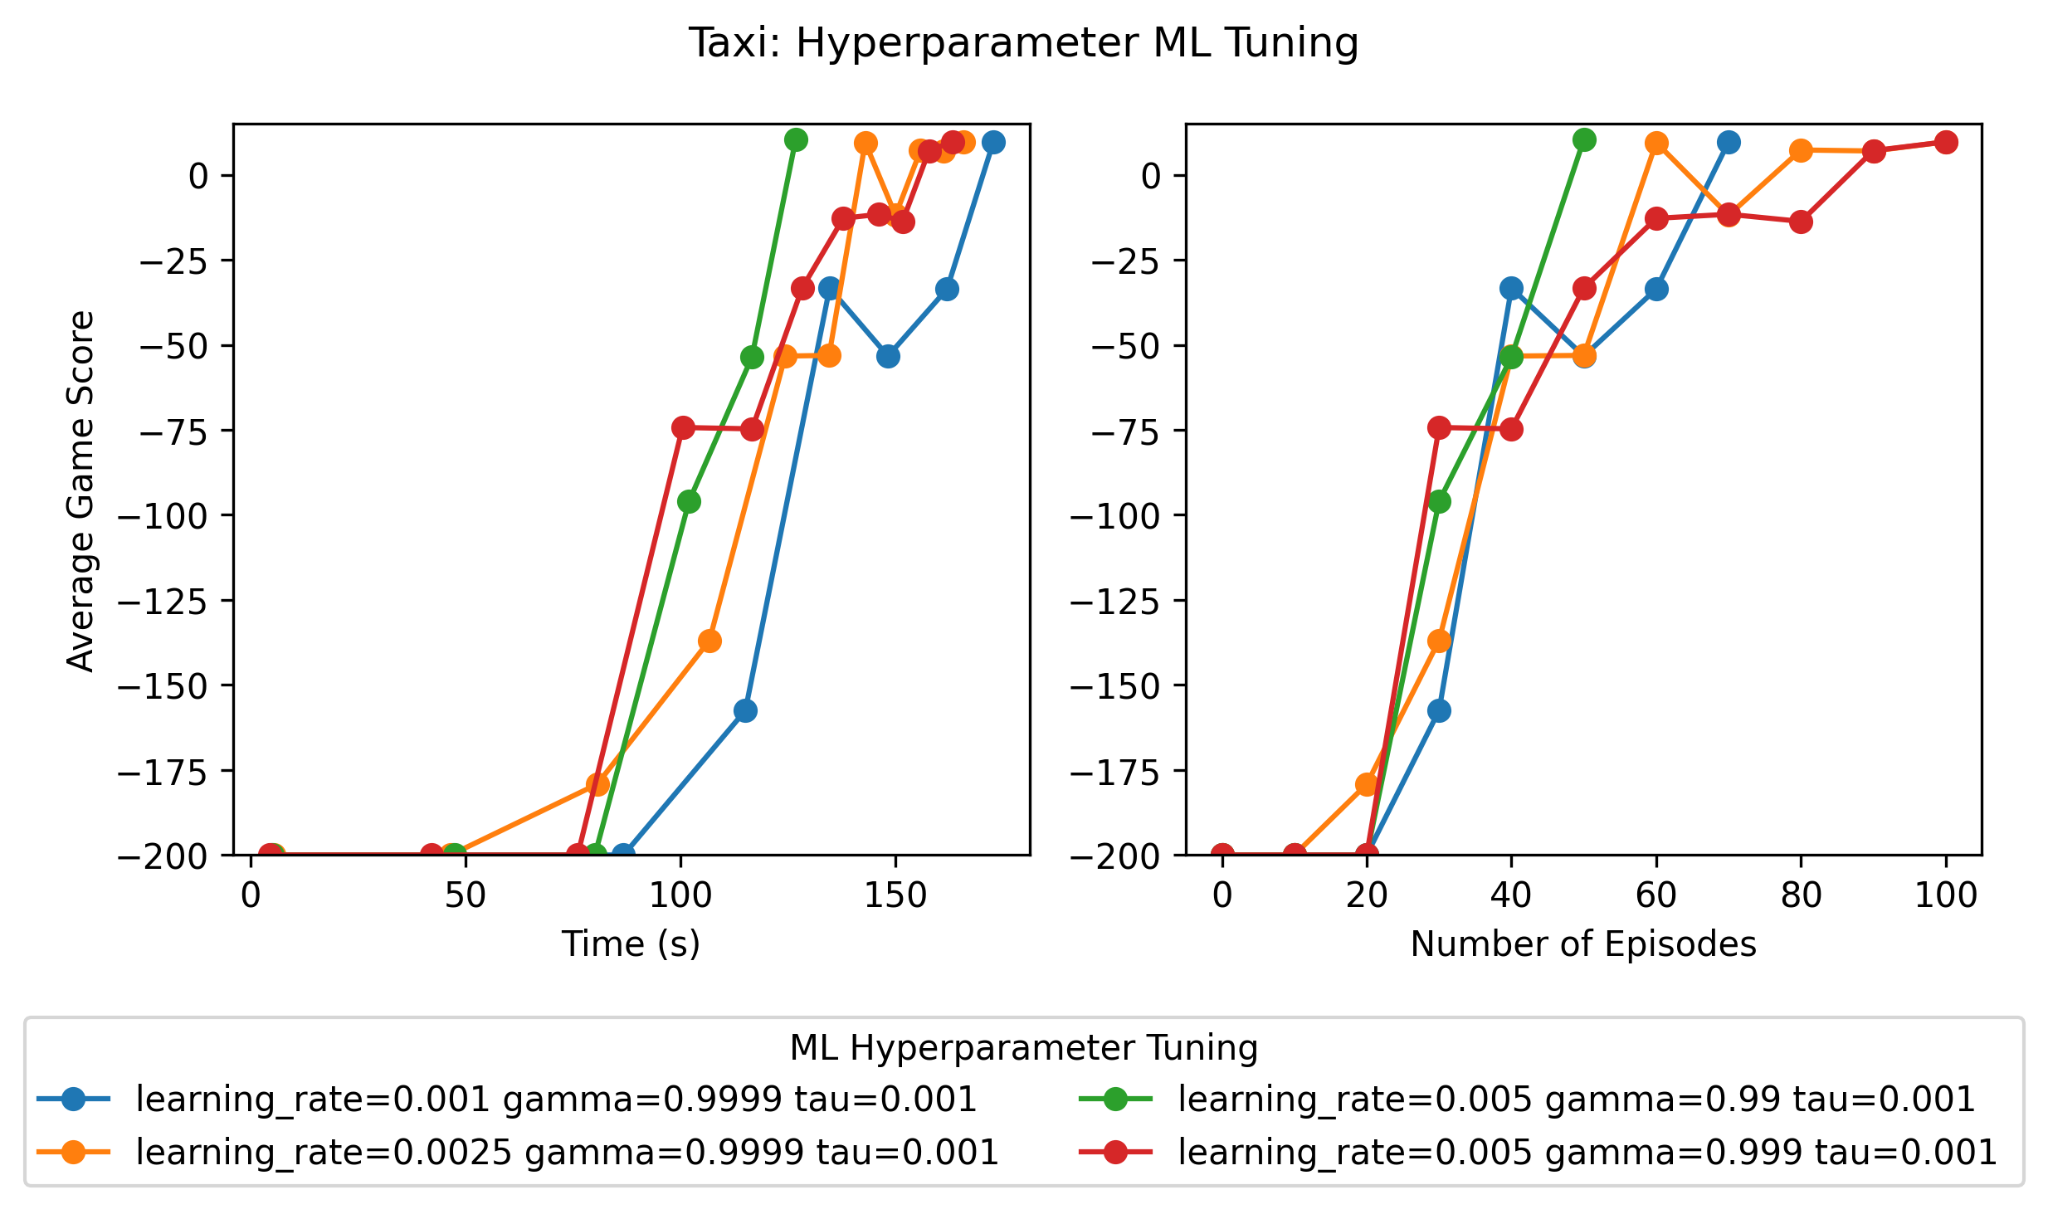 Taxi: Hyperparameter ML Tuning
Average Game Score
0
−25
−50
−75
−100
−125
−150
−175
−200
0 50 100 150
Time (s)
0
−25
−50
−75
−100
−125
−150
−175
−200
0 20 40 60 80 100
Number of Episodes
ML Hyperparameter Tuning
learning_rate=0.001 gamma=0.9999 tau=0.001
learning_rate=0.0025 gamma=0.9999 tau=0.001
learning_rate=0.005 gamma=0.99 tau=0.001
learning_rate=0.005 gamma=0.999 tau=0.001